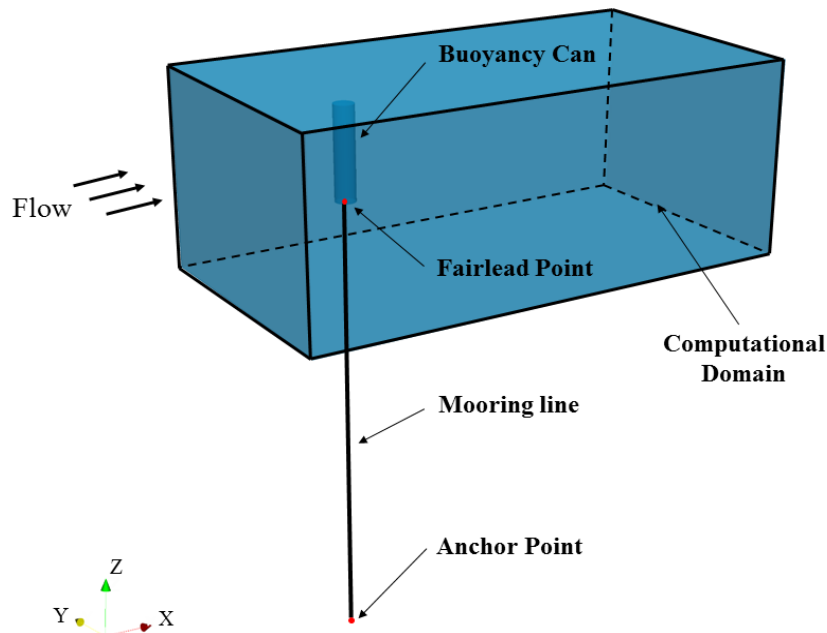 Buoyancy Can
Flow
Fairlead Point
Computational
Domain
Mooring line
Anchor Point
Z
Y
X